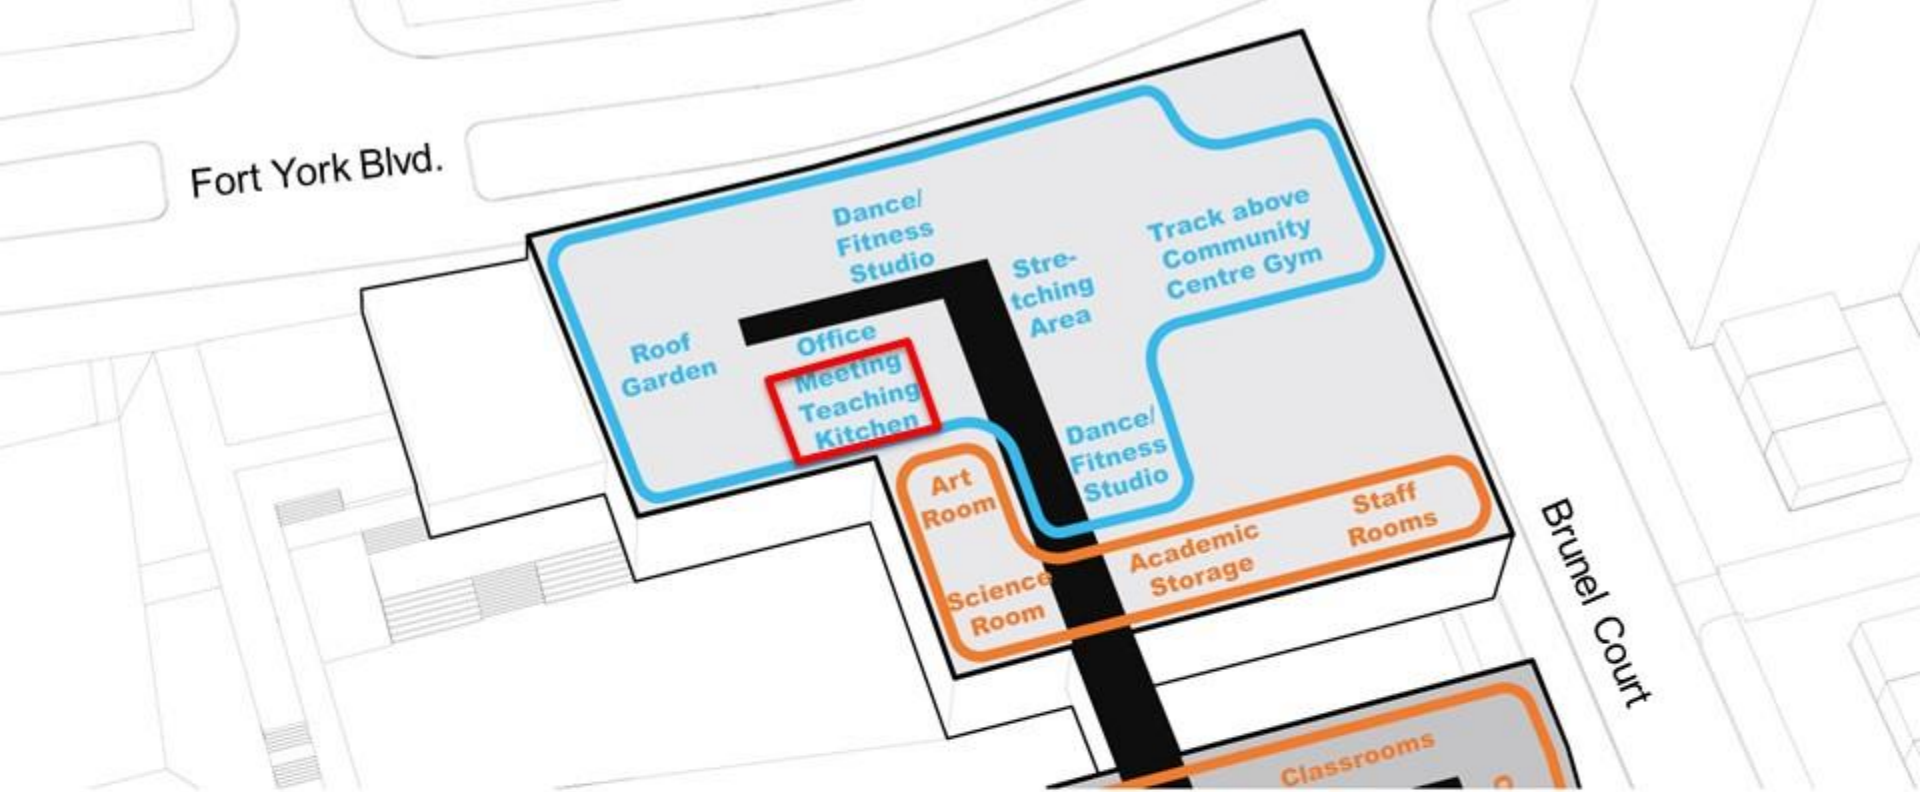 Fort York Blvd.
Dance/
Fitness
Studio
Stre-
tching
Area
Track above
Community
Centre Gym
Roof
Garden
Office
Meeting
Teaching
Kitchen
Dance/
Fitness
Studio
Art
Room
Science
Room
Academic
Storage
Staff
Rooms
Brunel Court
Classrooms